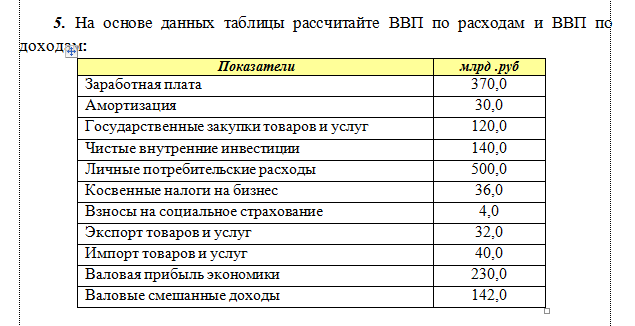 5. На основе данных таблицы рассчитайте ВВП по расходам и ВВП по
доходам:
Показатели млрд .руб
Заработная плата 370,0
Амортизация 30,0
Государственные закупки товаров и услуг 120,0
Чистые внутренние инвестиции 140,0
Личные потребительские расходы 500,0
Косвенные налоги на бизнес 36,0
Взносы на социальное страхование 4,0
Экспорт товаров и услуг 32,0
Импорт товаров и услуг 40,0
Валовая прибыль экономики 230,0
Валовые смешанные доходы 142,0